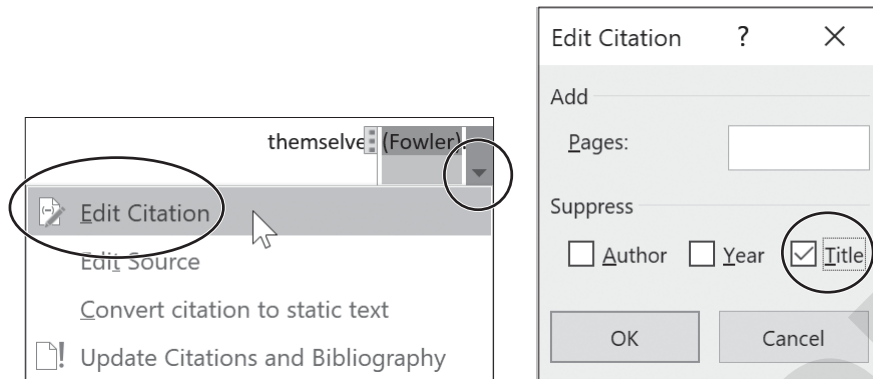 themselve (Fowler).
Edit Citation
Edit Source
Convert citation to static text
Update Citations and Bibliography
Edit Citation ?
Add
Pages:
Suppress
Author Year Title
OK Cancel